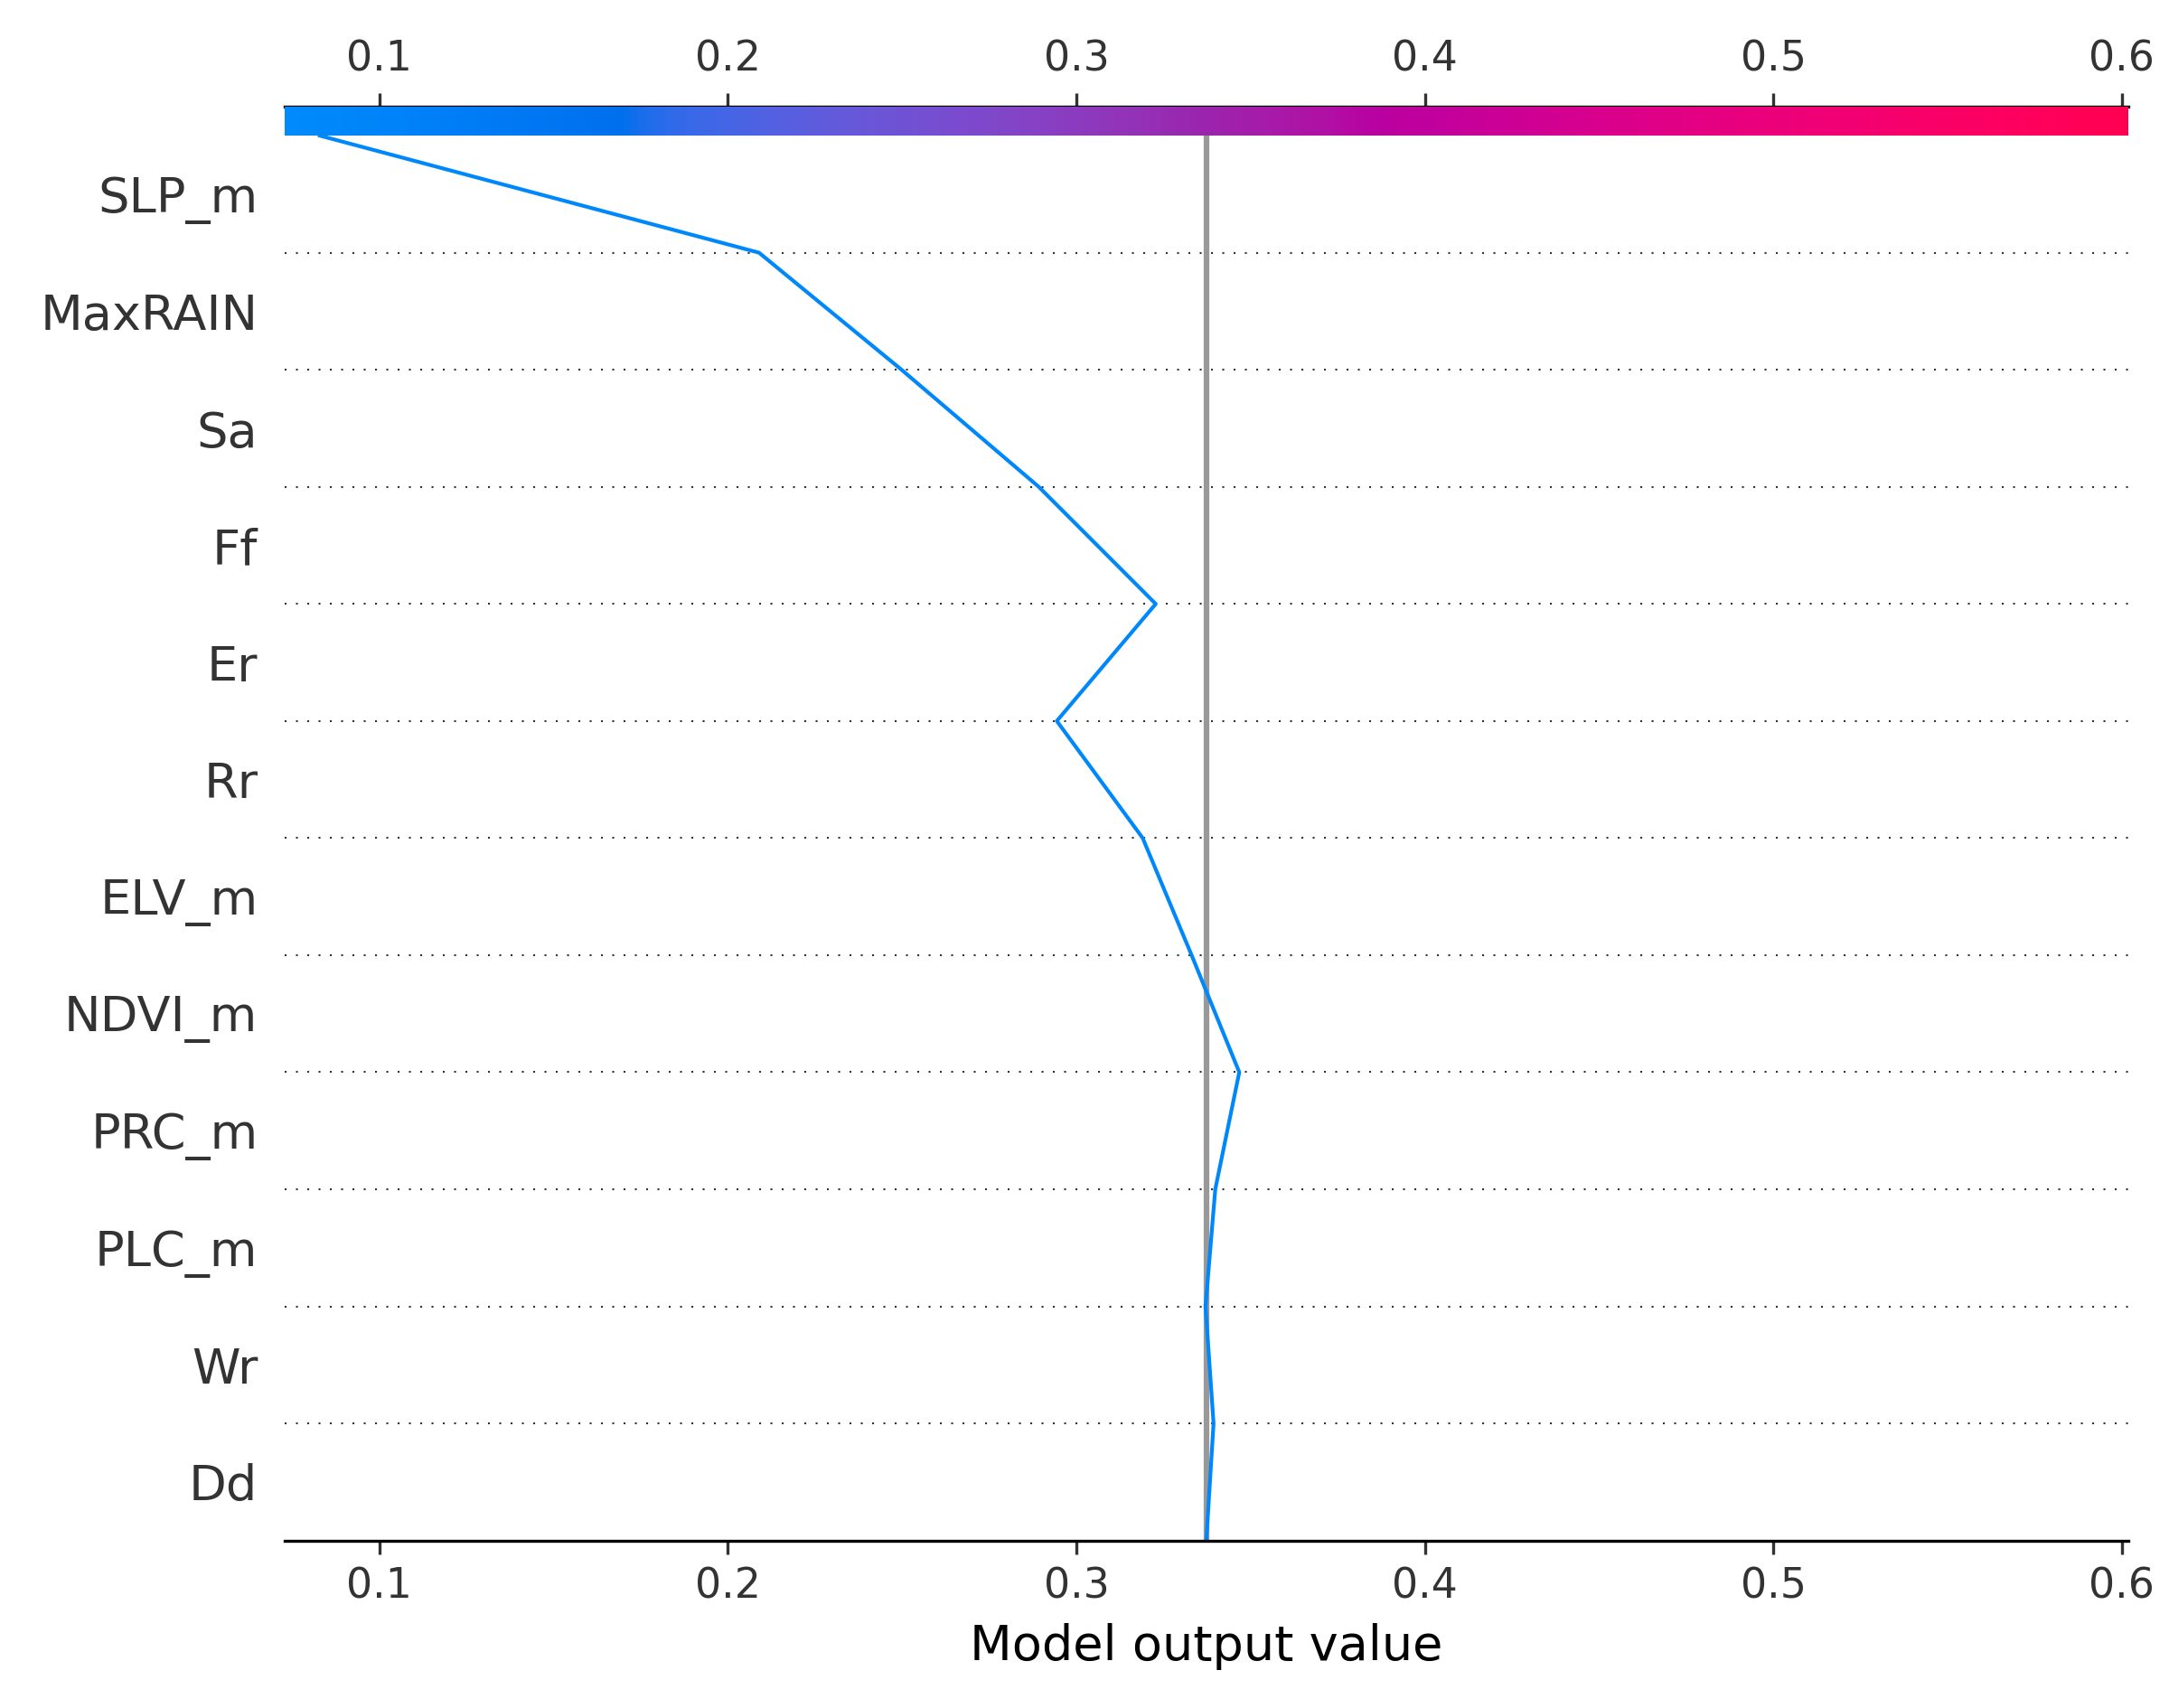 0.1 0.2 0.3 0.4 0.5 0.6
SLP_m
MaxRAIN
Sa
Ff
Er
Rr
ELV_m
NDVI_m
PRC_m
PLC_m
Wr
Dd
0.1 0.2 0.3 0.4 0.5 0.6
Model output value